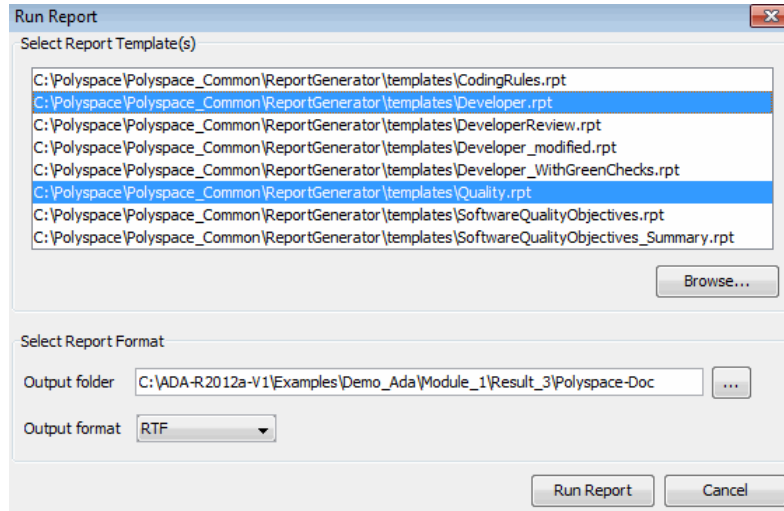 Run Report
Select Report Template(s)
C:\Polyspace\Polyspace_Common\ReportGenerator\templates\CodingRules.rpt
C:\Polyspace\Polyspace_Common\ReportGenerator\templates\Developer.rpt
C:\Polyspace\Polyspace_Common\ReportGenerator\templates\DeveloperReview.rpt
C:\Polyspace\Polyspace_Common\ReportGenerator\templates\Developer_modified.rpt
C:\Polyspace\Polyspace_Common\ReportGenerator\templates\Developer_WithGreenChecks.rpt
C:\Polyspace\Polyspace_Common\ReportGenerator\templates\Quality.rpt
C:\Polyspace\Polyspace_Common\ReportGenerator\templates\SoftwareQualityObjectives.rpt
C:\Polyspace\Polyspace_Common\ReportGenerator\templates\SoftwareQualityObjectives_Summary.rpt
Browse...
Select Report Format
Output folder C:\ADA-R2012a-V1\Examples\Demo_Ada\Module_1\Result_3\Polyspace-Doc ...
Output format RTF
Run Report Cancel